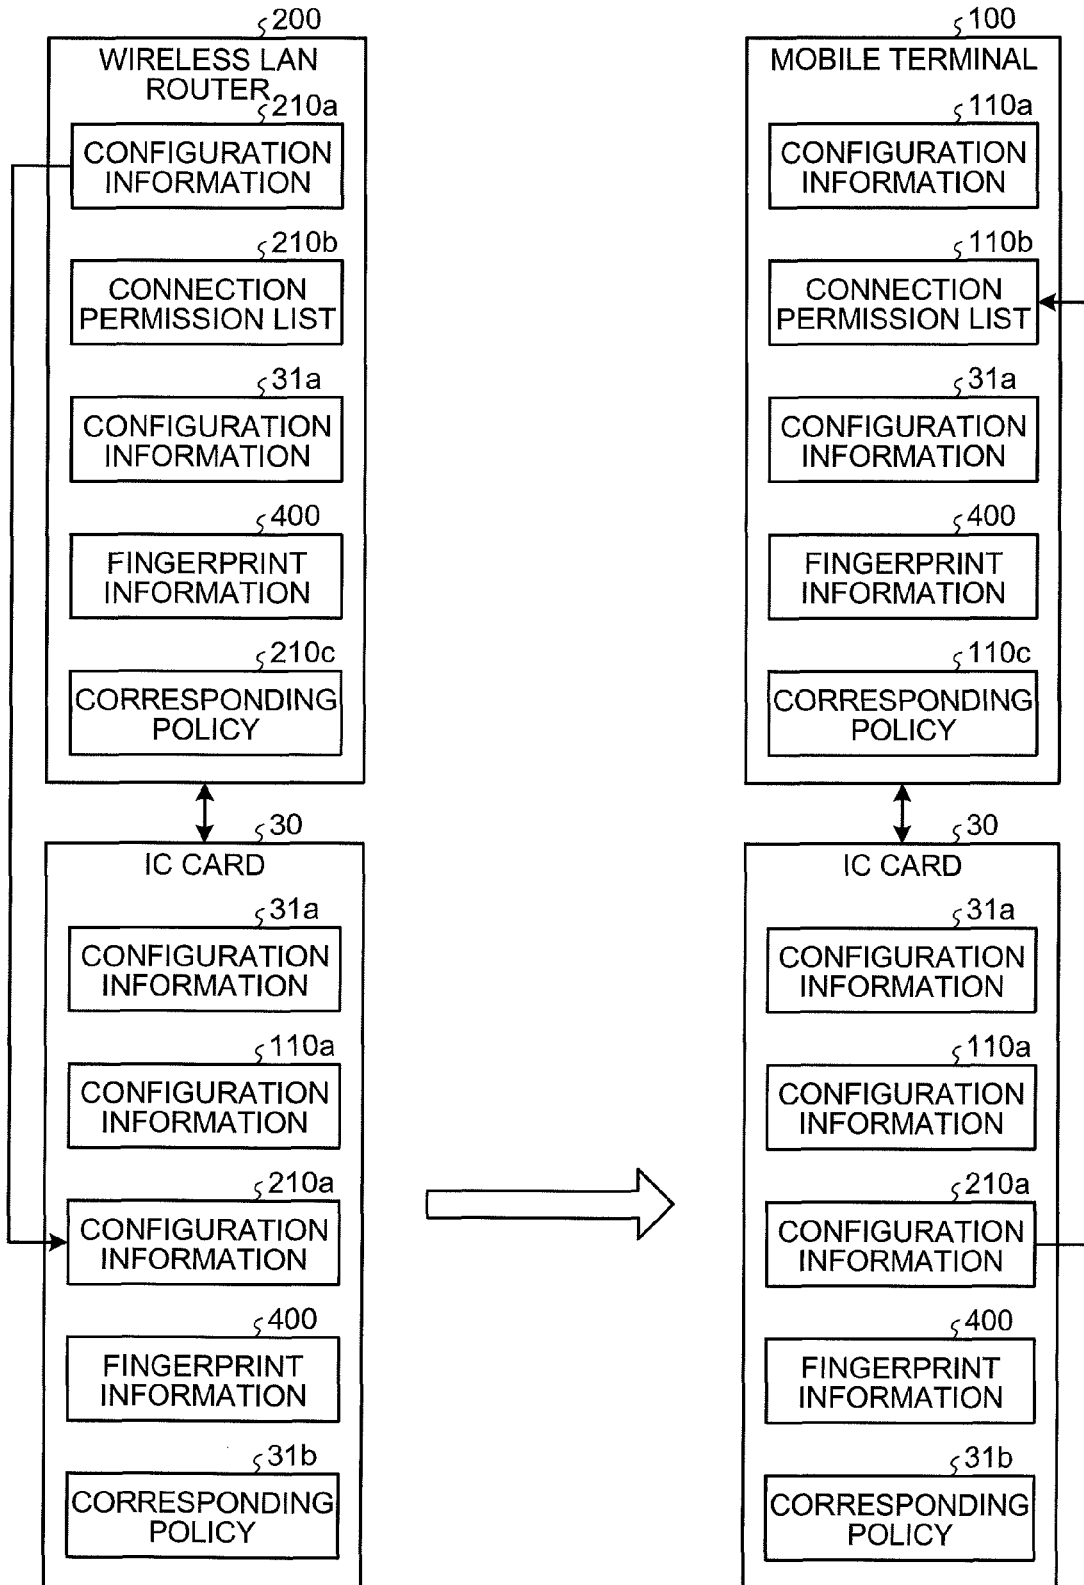 200
WIRELESS LAN
ROUTER
210a
CONFIGURATION
INFORMATION
210b
CONNECTION
PERMISSION LIST
31a
CONFIGURATION
INFORMATION
400
FINGERPRINT
INFORMATION
210c
CORRESPONDING
POLICY
30
IC CARD
31a
CONFIGURATION
INFORMATION
110a
CONFIGURATION
INFORMATION
210a
CONFIGURATION
INFORMATION
400
FINGERPRINT
INFORMATION
31b
CORRESPONDING
POLICY
100
MOBILE TERMINAL
110a
CONFIGURATION
INFORMATION
110b
CONNECTION
PERMISSION LIST
31a
CONFIGURATION
INFORMATION
400
FINGERPRINT
INFORMATION
110c
CORRESPONDING
POLICY
30
IC CARD
31a
CONFIGURATION
INFORMATION
110a
CONFIGURATION
INFORMATION
210a
CONFIGURATION
INFORMATION
400
FINGERPRINT
INFORMATION
31b
CORRESPONDING
POLICY